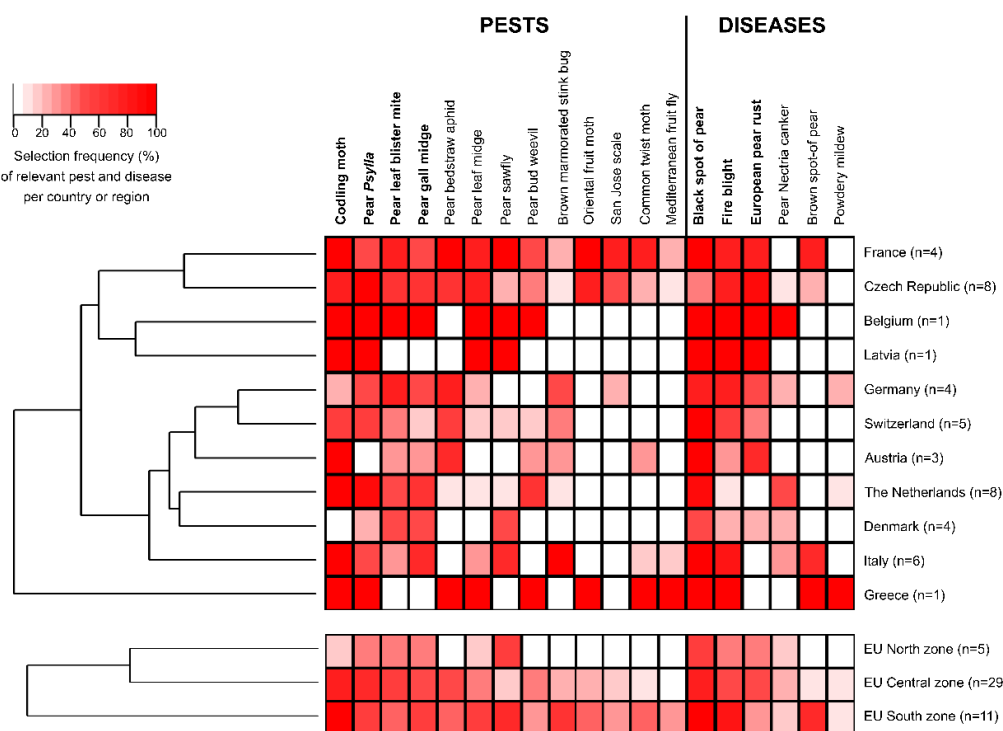 PESTS
DISEASES
0 20 40 60 80 100
Selection frequency (%)
of relevant pest and disease
per country or region
Codling moth
Pear Psylla
Pear leaf blister mite
Pear gall midge
Pear bedstraw aphid
Pear leaf midge
Pear sawfly
Pear bud weevil
Brown marmorated stink bug
Oriental fruit moth
San Jose scale
Common twist moth
Mediterranean fruit fly
Black spot of pear
Fire blight
European pear rust
Pear Nectria canker
Brown spot-of pear
Powdery mildew
France (n=4)
Czech Republic (n=8)
Belgium (n=1)
Latvia (n=1)
Germany (n=4)
Switzerland (n=5)
Austria (n=3)
The Netherlands (n=8)
Denmark (n=4)
Italy (n=6)
Greece (n=1)
EU North zone (n=5)
EU Central zone (n=29
EU South zone (n=11)